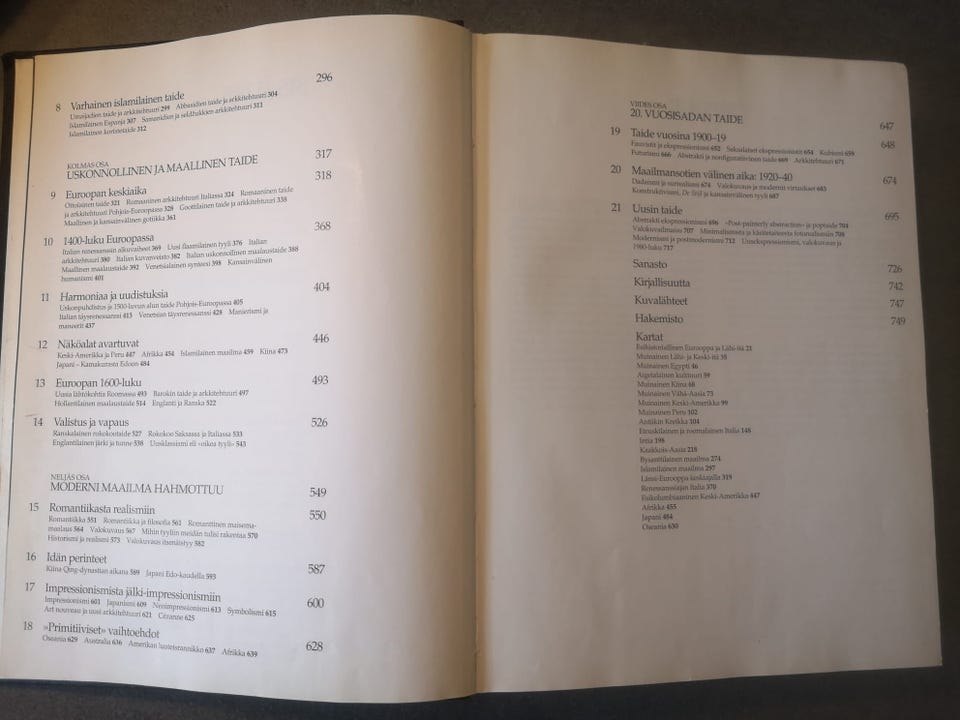 8 Varhainen islamilainen taide 296
Umaijadien taide ja arkkitehtuuri 299 Abbasidien taide ja arkkitehtuuri 304
Islamilainen Espanja 307 Samanidien ja seldžukkien arkkitehtuuri 311
Islamilainen koristetaide 312
KOLMAS OSA
USKONNOLLINEN JA MAALLINEN TAIDE 317
9 Euroopan keskiaika 318
Ottolainen taide 321 Romaaninen arkkitehtuuri Italiassa 324 Romaaninen taide
ja arkkitehtuuri Pohjois-Euroopassa 328 Goottilainen taide ja arkkitehtuuri 338
Maallinen ja kansainvälinen gotiikka 361
10 1400-luku Euroopassa 368
Italian renessanssin alkuvaiheet 369 Uusi flaamilainen tyyli 376 Italian
arkkitehtuuri 380 Italian kuvanveisto 382 Italian uskonnollinen maalaustaide 388
Maallinen maalaustaide 392 Venetsialainen synteesi 398 Kansainvälinen
humanismi 401
11 Harmoniaa ja uudistuksia 404
Uskonpuhdistus ja 1500-luvun alun taide Pohjois-Euroopassa 405
Italian täysrenessanssi 413 Venetsian täysrenessanssi 428 Manierismi ja
maneerit 437
12 Näköalat avartuvat 446
Keski-Amerikka ja Peru 447 Afrikka 454 Islamilainen maailma 459 Kiina 473
Japani – Kamakurasta Edoon 484
13 Euroopan 1600-luku 493
Uusia lähtökohtia Roomassa 493 Barokin taide ja arkkitehtuuri 497
Hollantilainen maalaustaide 514 Englanti ja Ranska 522
14 Valistus ja vapaus 526
Ranskalainen rokokootaide 527 Rokokoo Saksassa ja Italiassa 533
Englantilainen järki ja tunne 538 Uusklassismi eli «oikea tyyli» 543
NELJÄS OSA
MODERNI MAAILMA HAHMOTTUU 549
15 Romantiikasta realismiin 550
Romantiikka 551 Romantiikka ja filosofia 561 Romanttinen maisema-
maalaus 564 Valokuvaus 567 Mihin tyyliin meidän tulisi rakentaa 570
Historismi ja realismi 573 Valokuvaus itsenäistyy 582
16 Idän perinteet 587
Kiina Qing-dynastian aikana 589 Japani Edo-kaudella 593
17 Impressionismista jälki-impressionismiin 600
Impressionismi 601 Japanismi 609 Neoimpressionismi 613 Symbolismi 615
Art nouveau ja uusi arkkitehtuuri 621 Cézanne 625
18 »Primitiiviset» vaihtoehdot 628
Oseania 629 Australia 636 Amerikan luoteisrannikko 637 Afrikka 639
VIIDES OSA
20. VUOSISADAN TAIDE 647
19 Taide vuosina 1900–19 648
Fauvistit ja ekspressionismi 652 Saksalaiset ekspressionistit 654 Kubismi 659
Futurismi 666 Abstrakti ja nonfiguratiivinen taide 669 Arkkitehtuuri 671
20 Maailmansotien välinen aika: 1920–40 674
Dadaismi ja surrealismi 674 Valokuvaus ja modernit virtaukset 683
Konstruktivismi, De Stijl ja kansainvälinen tyyli 687
21 Uusin taide 695
Abstrakti ekspressionismi 696 »Post-painterly abstraction» ja poptaide 701
Valokuvailmaus 707 Minimalismista ja käsitetaiteesta fotorealismiin 708
Modernismi ja postmodernismi 712 Uusekspressionismi, valokuvaus ja
1980-luku 717
Sanasto 726
Kirjallisuutta 742
Kuvalähteet 747
Hakemisto 749
Kartat
Esihistoriallinen Eurooppa ja Lähi-itä 21
Muinainen Lähi- ja Keski-itä 35
Muinainen Egypti 46
Aigeialainen kulttuuri 59
Muinainen Kiina 68
Muinainen Vähä-Aasia 73
Muinainen Keski-Amerikka 99
Muinainen Peru 102
Antiikin Kreikka 104
Etruskilainen ja roomalainen Italia 148
Intia 198
Kaakkois-Aasia 218
Bysanttilainen maailma 274
Islamilainen maailma 297
Länsi-Eurooppa keskiajalla 319
Renessanssiajan Italia 370
Esikolumbiaaninen Keski-Amerikka 447
Afrikka 455
Japani 484
Oseania 630